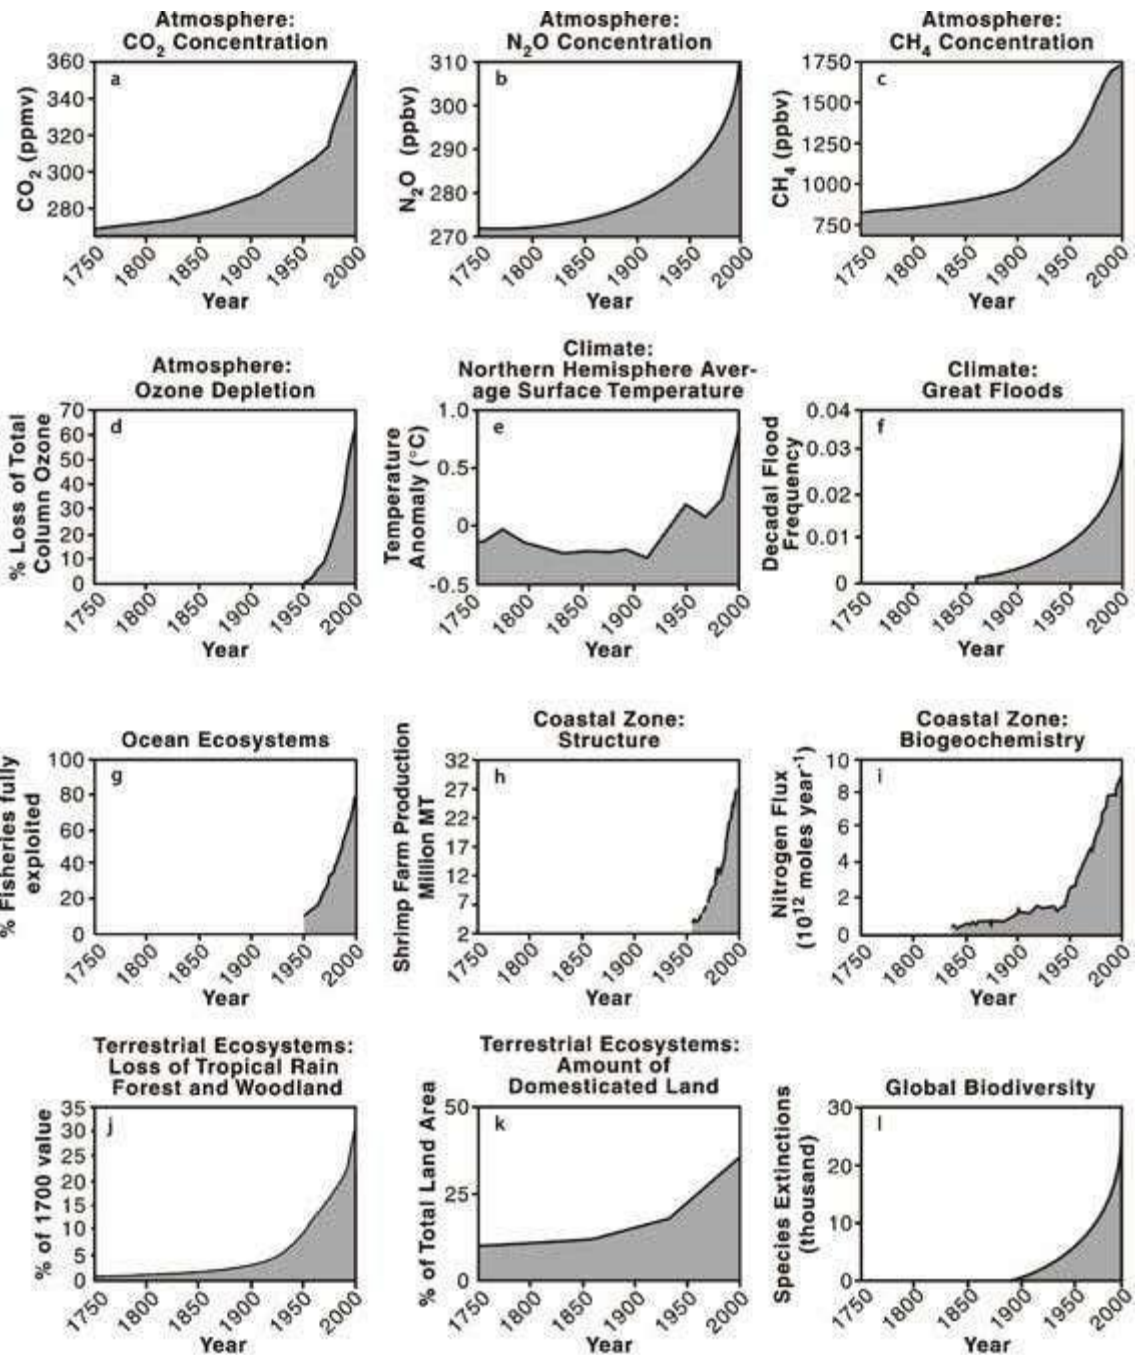 Atmosphere:
CO2 Concentration
360
340
320
300
280
CO2 (ppmv)
a
1750
1800
1850
1900
1950
2000
Year
Atmosphere:
N2O Concentration
310
300
290
280
270
N2O (ppbv)
b
1750
1800
1850
1900
1950
2000
Year
Atmosphere:
CH4 Concentration
1750
1500
1250
1000
750
CH4 (ppbv)
c
1750
1800
1850
1900
1950
2000
Year
Atmosphere:
Ozone Depletion
70
60
50
40
30
20
10
0
% Loss of Total
Column Ozone
d
1750
1800
1850
1900
1950
2000
Year
Climate:
Northern Hemisphere Aver-
age Surface Temperature
1.0
0.5
0
-0.5
Temperature
Anomaly (°C)
e
1750
1800
1850
1900
1950
2000
Year
Climate:
Great Floods
0.04
0.03
0.02
0.01
0
Decadal Flood
Frequency
f
1750
1800
1850
1900
1950
2000
Year
Ocean Ecosystems
100
80
60
40
20
0
% Fisheries fully
exploited
g
1750
1800
1850
1900
1950
2000
Year
Coastal Zone:
Structure
32
27
22
17
12
7
2
Shrimp Farm Production
Million MT
h
1750
1800
1850
1900
1950
2000
Year
Coastal Zone:
Biogeochemistry
10
8
6
4
2
0
Nitrogen Flux
(10^12 moles year^-1)
i
1750
1800
1850
1900
1950
2000
Year
Terrestrial Ecosystems:
Loss of Tropical Rain
Forest and Woodland
35
30
25
20
15
10
5
0
% of 1700 value
j
1750
1800
1850
1900
1950
2000
Year
Terrestrial Ecosystems:
Amount of
Domesticated Land
50
25
0
% of Total Land Area
k
1750
1800
1850
1900
1950
2000
Year
Global Biodiversity
30
20
10
0
Species Extinctions
(thousand)
l
1750
1800
1850
1900
1950
2000
Year